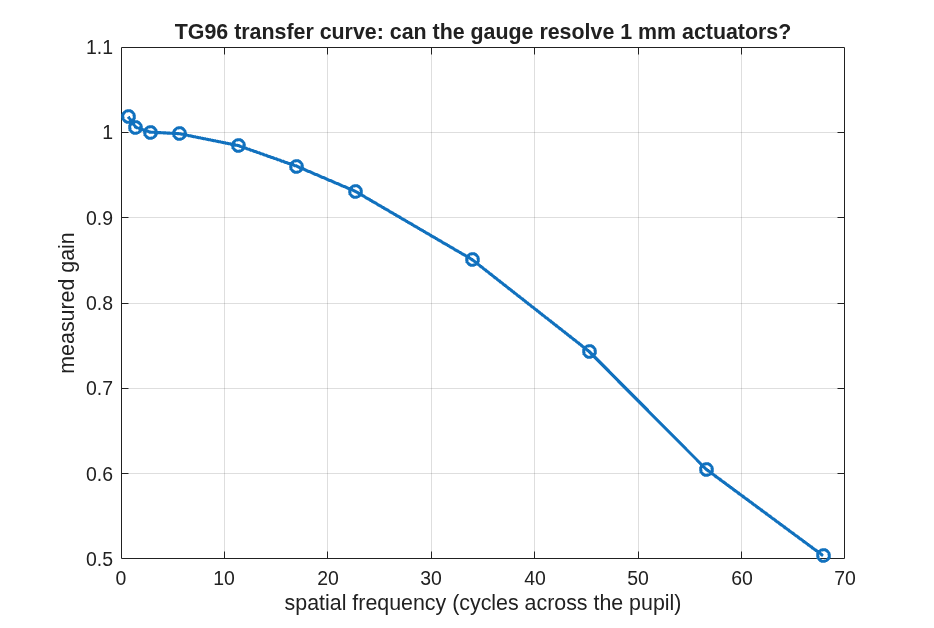 TG96 transfer curve: can the gauge resolve 1 mm actuators?
1.1
1
0.9
0.8
0.7
0.6
0.5
measured gain
0 10 20 30 40 50 60 70
spatial frequency (cycles across the pupil)